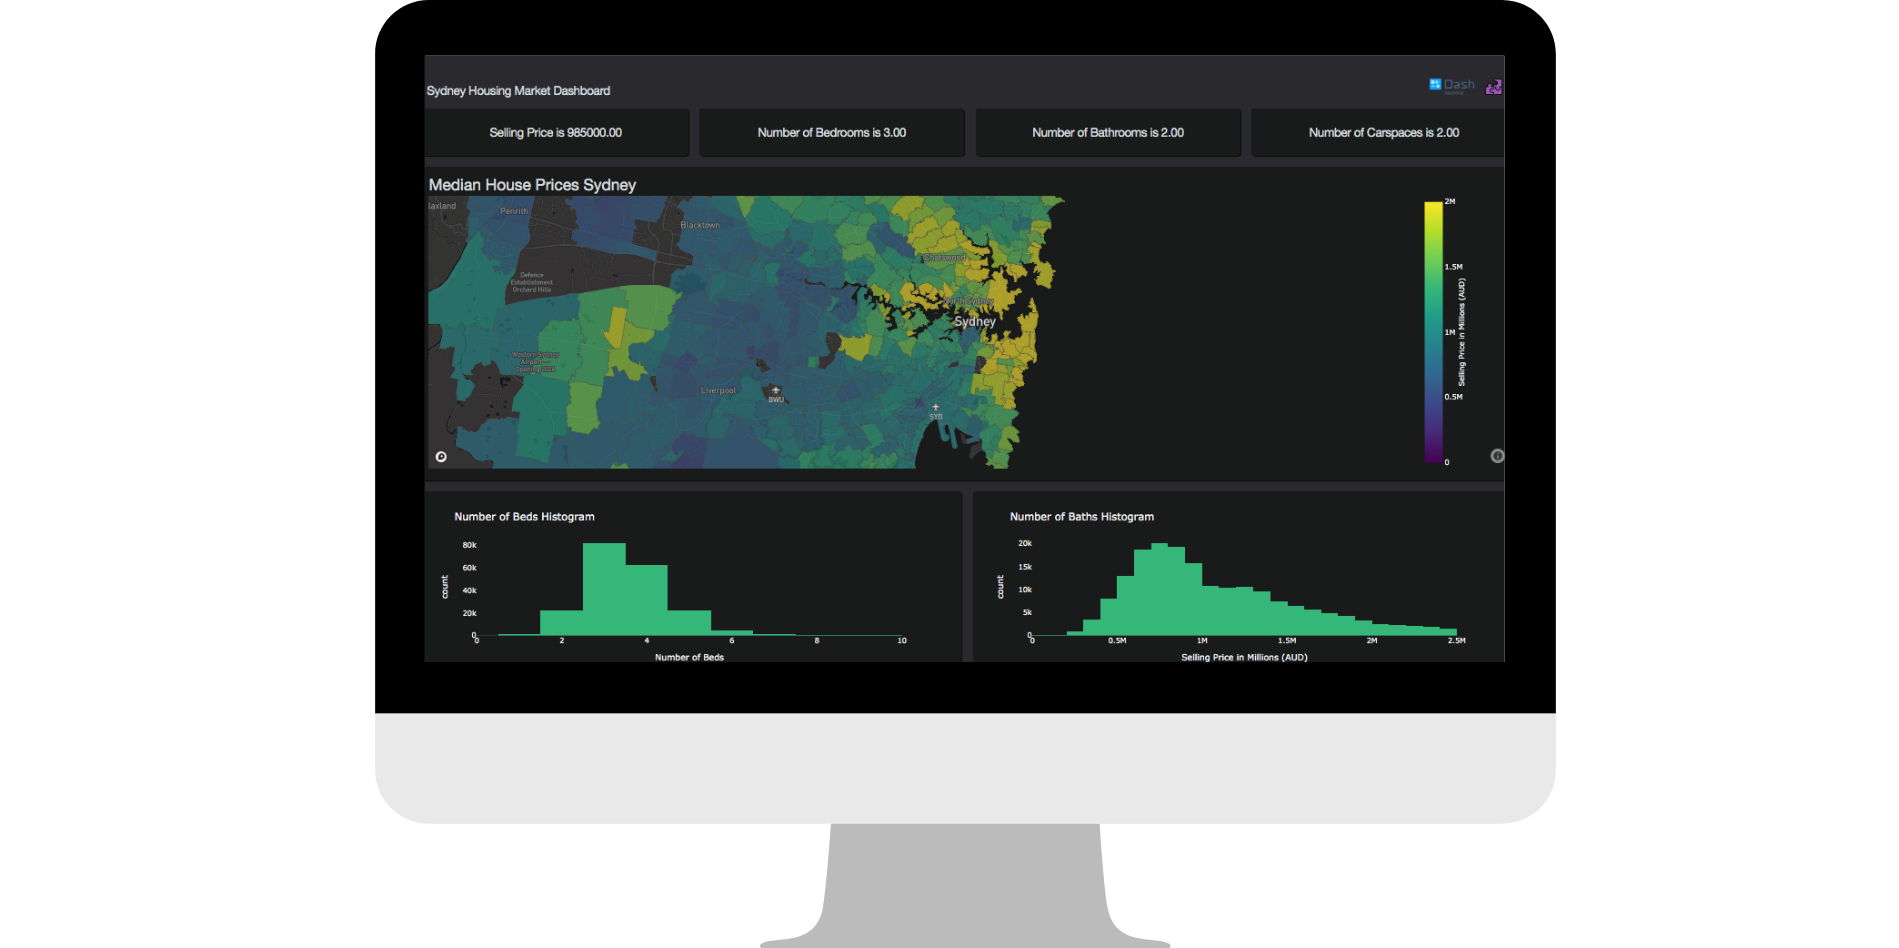 Sydney Housing Market Dashboard
Dash
Selling Price is 985000.00
Number of Bedrooms is 3.00
Number of Bathrooms is 2.00
Number of Carspaces is 2.00
Median House Prices Sydney
laxland
Penrith
Blacktown
Defence
Establishment
Orchard Hills
Chatswood
North Sydney
Sydney
Western Sydney
Airport
Liverpool
BWU
SYD
2M
1.5M
1M
0.5M
0
Selling Price in Millions (AUD)
Number of Beds Histogram
80k
60k
40k
20k
0
count
0 2 4 6 8 10
Number of Beds
Number of Baths Histogram
20k
15k
10k
5k
0
count
0 0.5M 1M 1.5M 2M 2.5M
Selling Price in Millions (AUD)